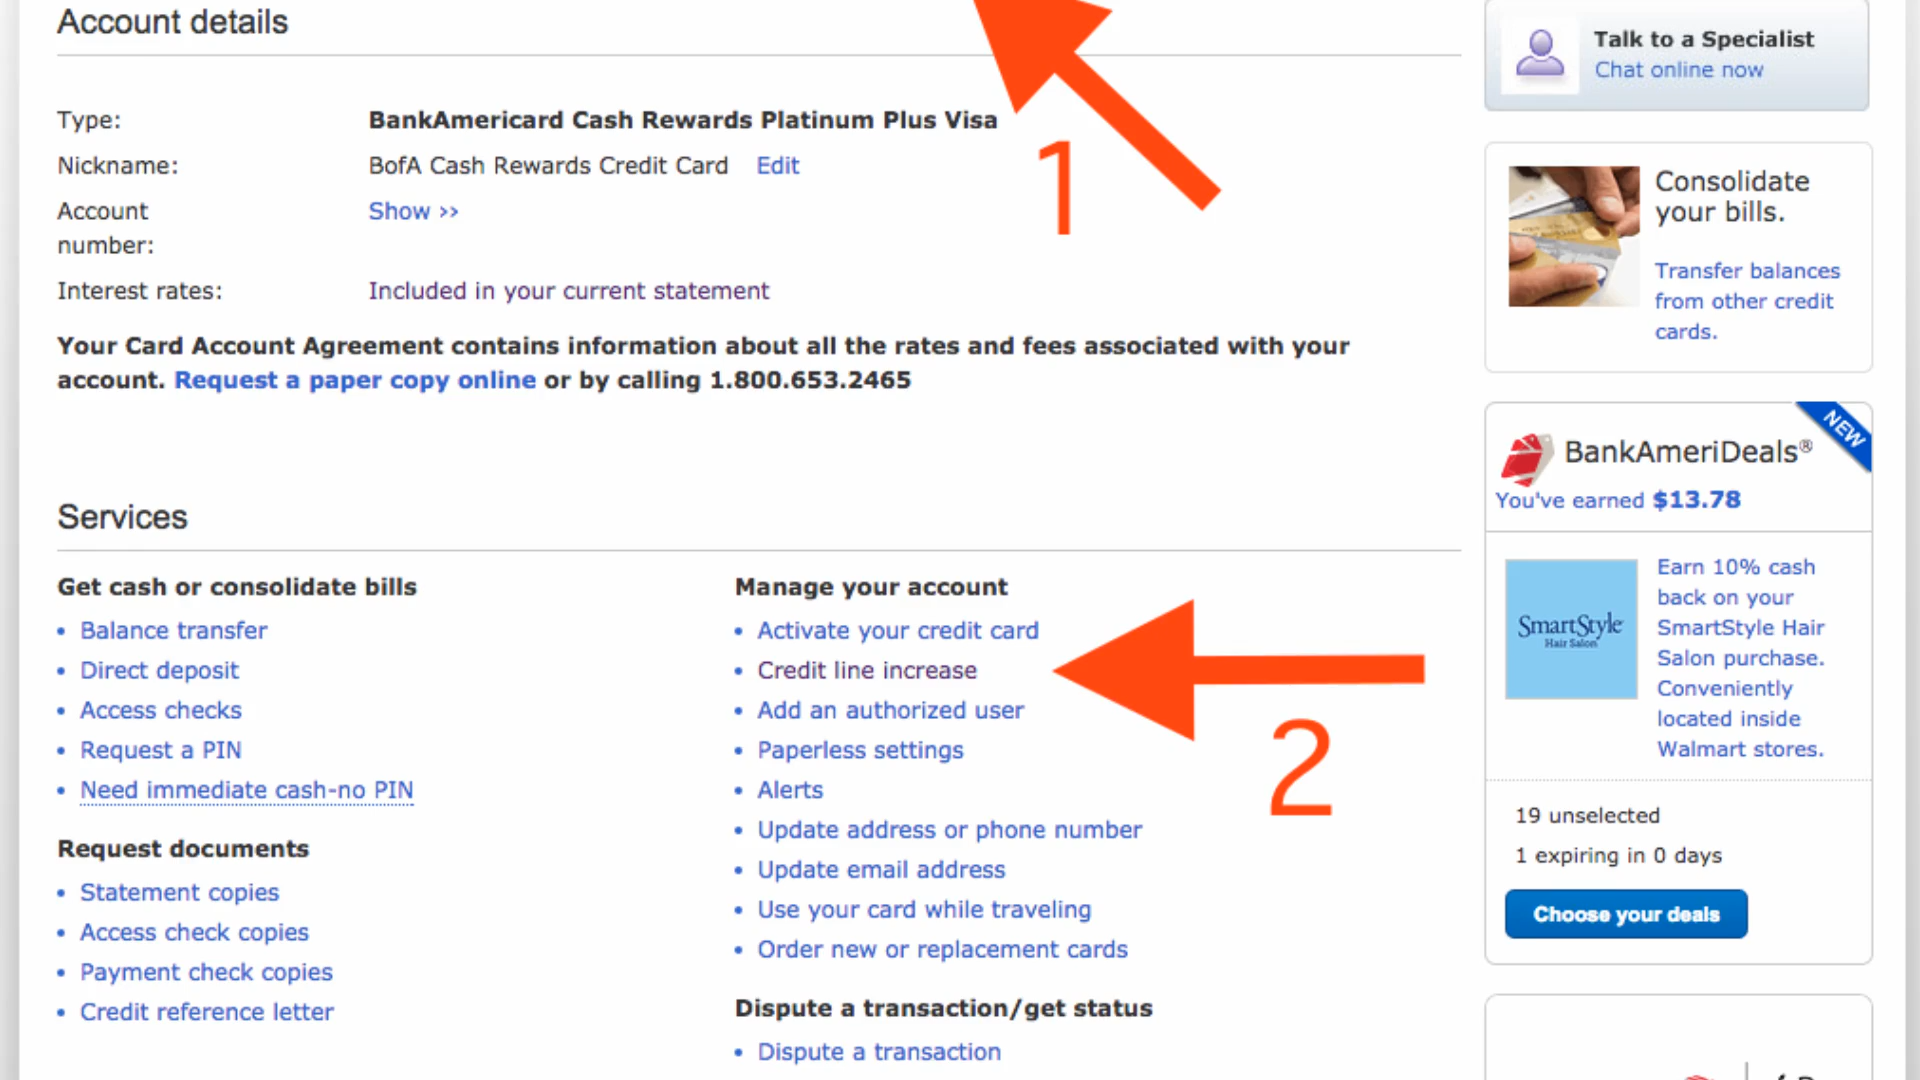 Account details
Type:
BankAmericard Cash Rewards Platinum Plus Visa
Nickname:
BofA Cash Rewards Credit Card Edit
Account
number:
Show >>
Interest rates:
Included in your current statement
Your Card Account Agreement contains information about all the rates and fees associated with your
account. Request a paper copy online or by calling 1.800.653.2465
1
Services
Get cash or consolidate bills
• Balance transfer
• Direct deposit
• Access checks
• Request a PIN
• Need immediate cash-no PIN
Request documents
• Statement copies
• Access check copies
• Payment check copies
• Credit reference letter
Manage your account
• Activate your credit card
• Credit line increase
• Add an authorized user
• Paperless settings
• Alerts
• Update address or phone number
• Update email address
• Use your card while traveling
• Order new or replacement cards
2
Dispute a transaction/get status
• Dispute a transaction
Talk to a Specialist
Chat online now
Consolidate
your bills.
Transfer balances
from other credit
cards.
NEW
BankAmeriDeals®
You've earned $13.78
SmartStyle
Hair Salon
Earn 10% cash
back on your
SmartStyle Hair
Salon purchase.
Conveniently
located inside
Walmart stores.
19 unselected
1 expiring in 0 days
Choose your deals